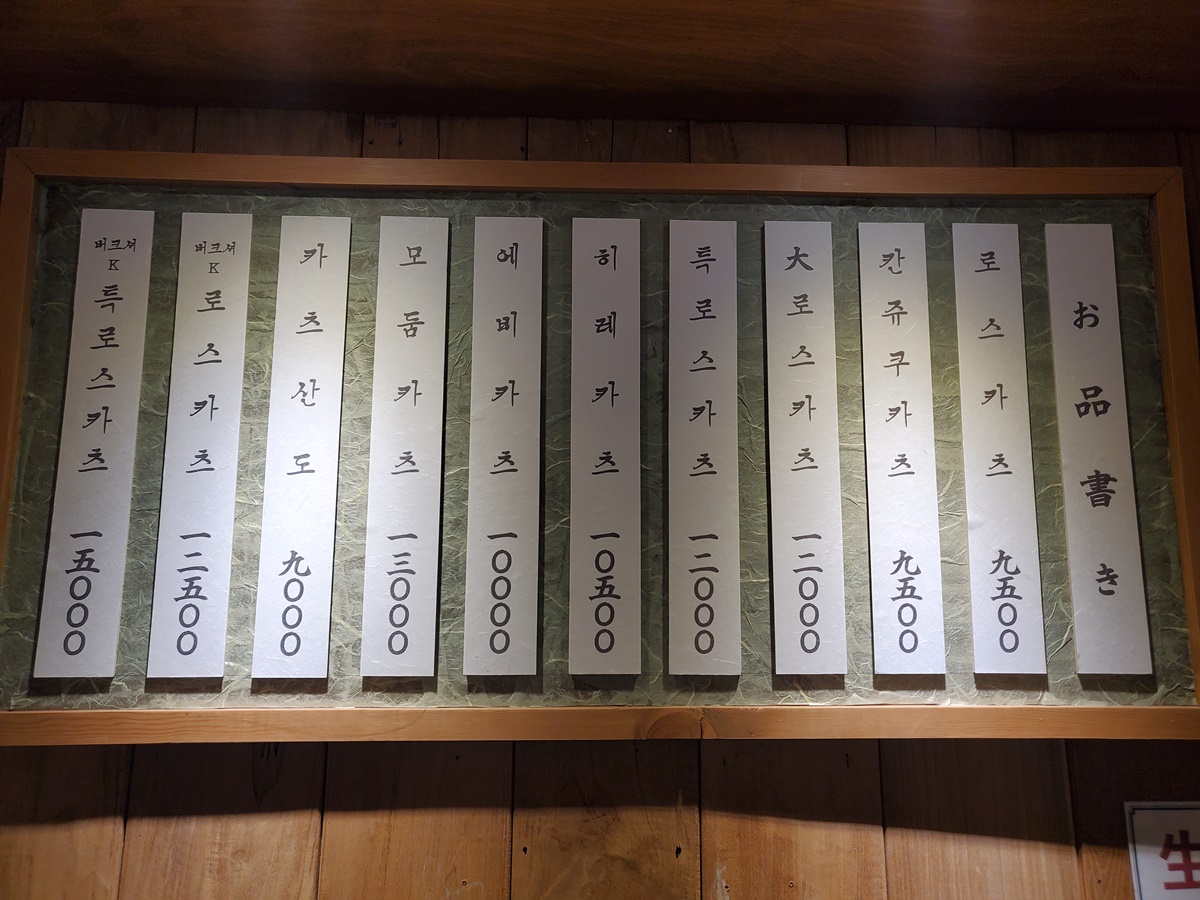 お品書き
로스카츠 九五〇〇
칸쥬쿠카츠 九五〇〇
大로스카츠 一二〇〇〇
특로스카츠 一二〇〇〇
히레카츠 一〇五〇〇
에비카츠 一〇〇〇〇
모둠카츠 一三〇〇〇
카츠산도 九〇〇〇
버크셔K로스카츠 一二五〇〇
버크셔K특로스카츠 一五〇〇〇
生